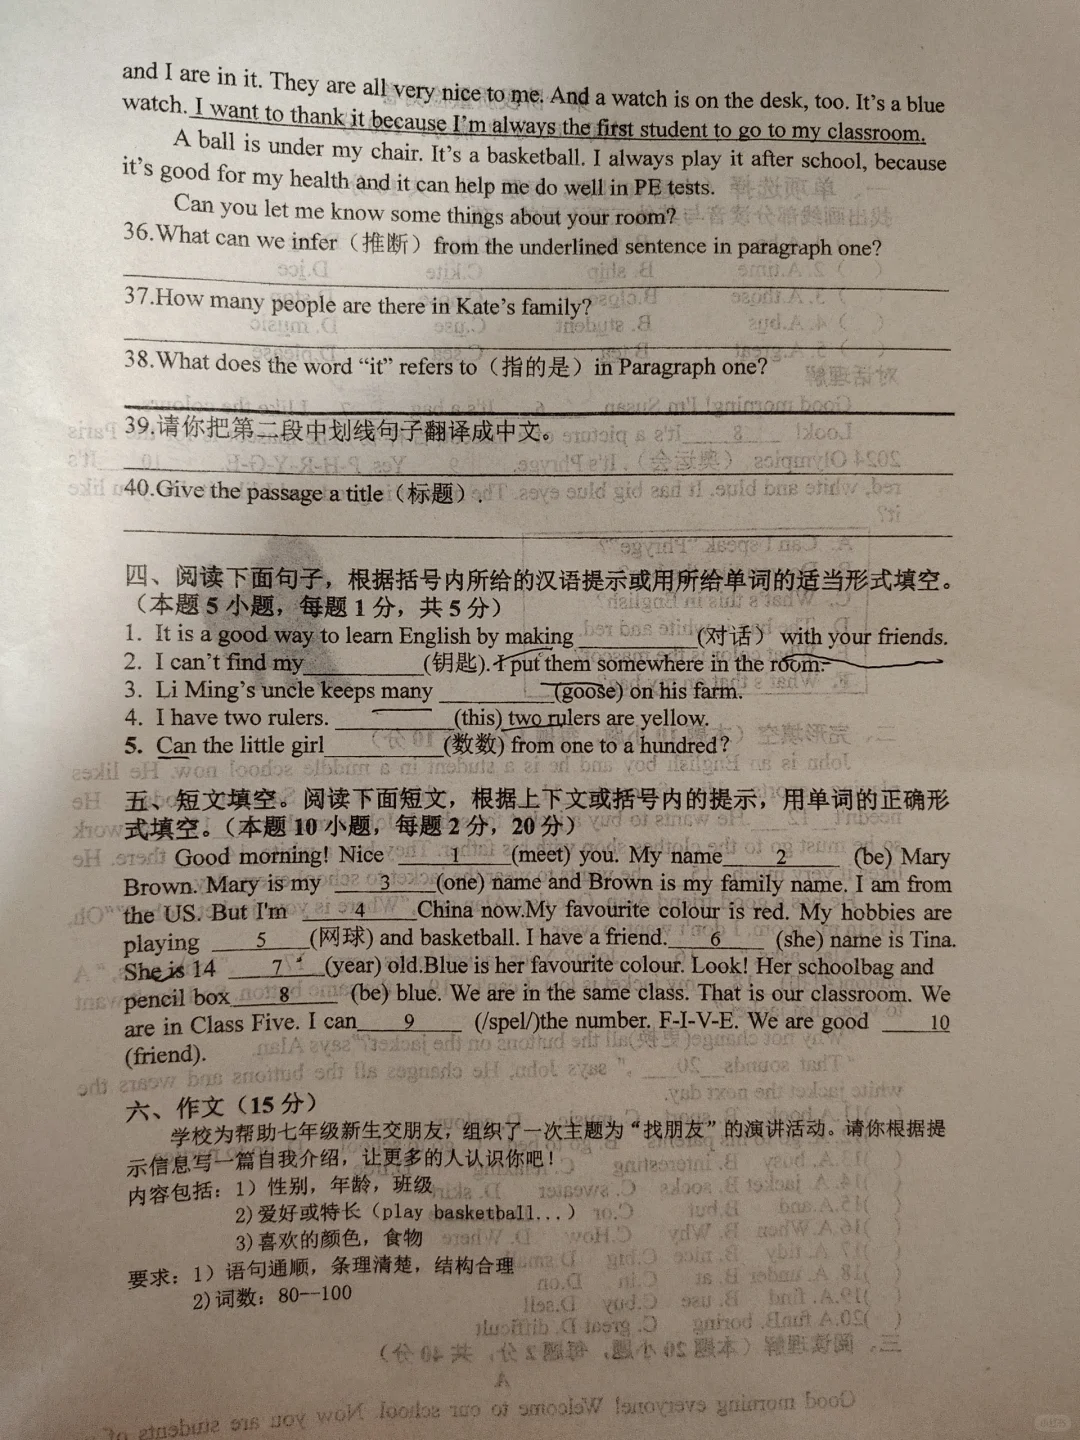 and I are in it. They are all very nice to me. And a watch is on the desk, too. It's a blue
watch. I want to thank it because I'm always the first student to go to my classroom.
A ball is under my chair. It's a basketball. I always play it after school, because
it's good for my health and it can help me do well in PE tests.
Can you let me know some things about your room?
36.What can we infer（推断）from the underlined sentence in paragraph one?
37.How many people are there in Kate's family?
38.What does the word “it” refers to（指的是）in Paragraph one?
39.请你把第二段中划线句子翻译成中文。
40.Give the passage a title（标题）.
四、阅读下面句子，根据括号内所给的汉语提示或用所给单词的适当形式填空。
（本题 5 小题，每题 1 分，共 5 分）
1. It is a good way to learn English by making ____________(对话） with your friends.
2. I can't find my____________(钥匙). I put them somewhere in the room.
3. Li Ming's uncle keeps many ____________(goose) on his farm.
4. I have two rulers. ____________(this) two rulers are yellow.
5. Can the little girl____________(数数) from one to a hundred？
五、短文填空。阅读下面短文，根据上下文或括号内的提示，用单词的正确形
式填空。（本题 10 小题，每题 2 分，20 分）
Good morning! Nice ____1____(meet) you. My name____2____ (be) Mary
Brown. Mary is my ____3____(one) name and Brown is my family name. I am from
the US. But I'm ____4____China now.My favourite colour is red. My hobbies are
playing ____5____(网球) and basketball. I have a friend.____6____ (she) name is Tina.
She is 14 ____7____(year) old.Blue is her favourite colour. Look! Her schoolbag and
pencil box____8____ (be) blue. We are in the same class. That is our classroom. We
are in Class Five. I can____9____ (/spel/)the number. F-I-V-E. We are good ____10
(friend).
六、作文（15 分）
学校为帮助七年级新生交朋友，组织了一次主题为“找朋友”的演讲活动。请你根据提
示信息写一篇自我介绍，让更多的人认识你吧！
内容包括：1）性别，年龄，班级
2)爱好或特长（play basketball...）
3)喜欢的颜色，食物
要求：1）语句通顺，条理清楚，结构合理
2)词数：80--100